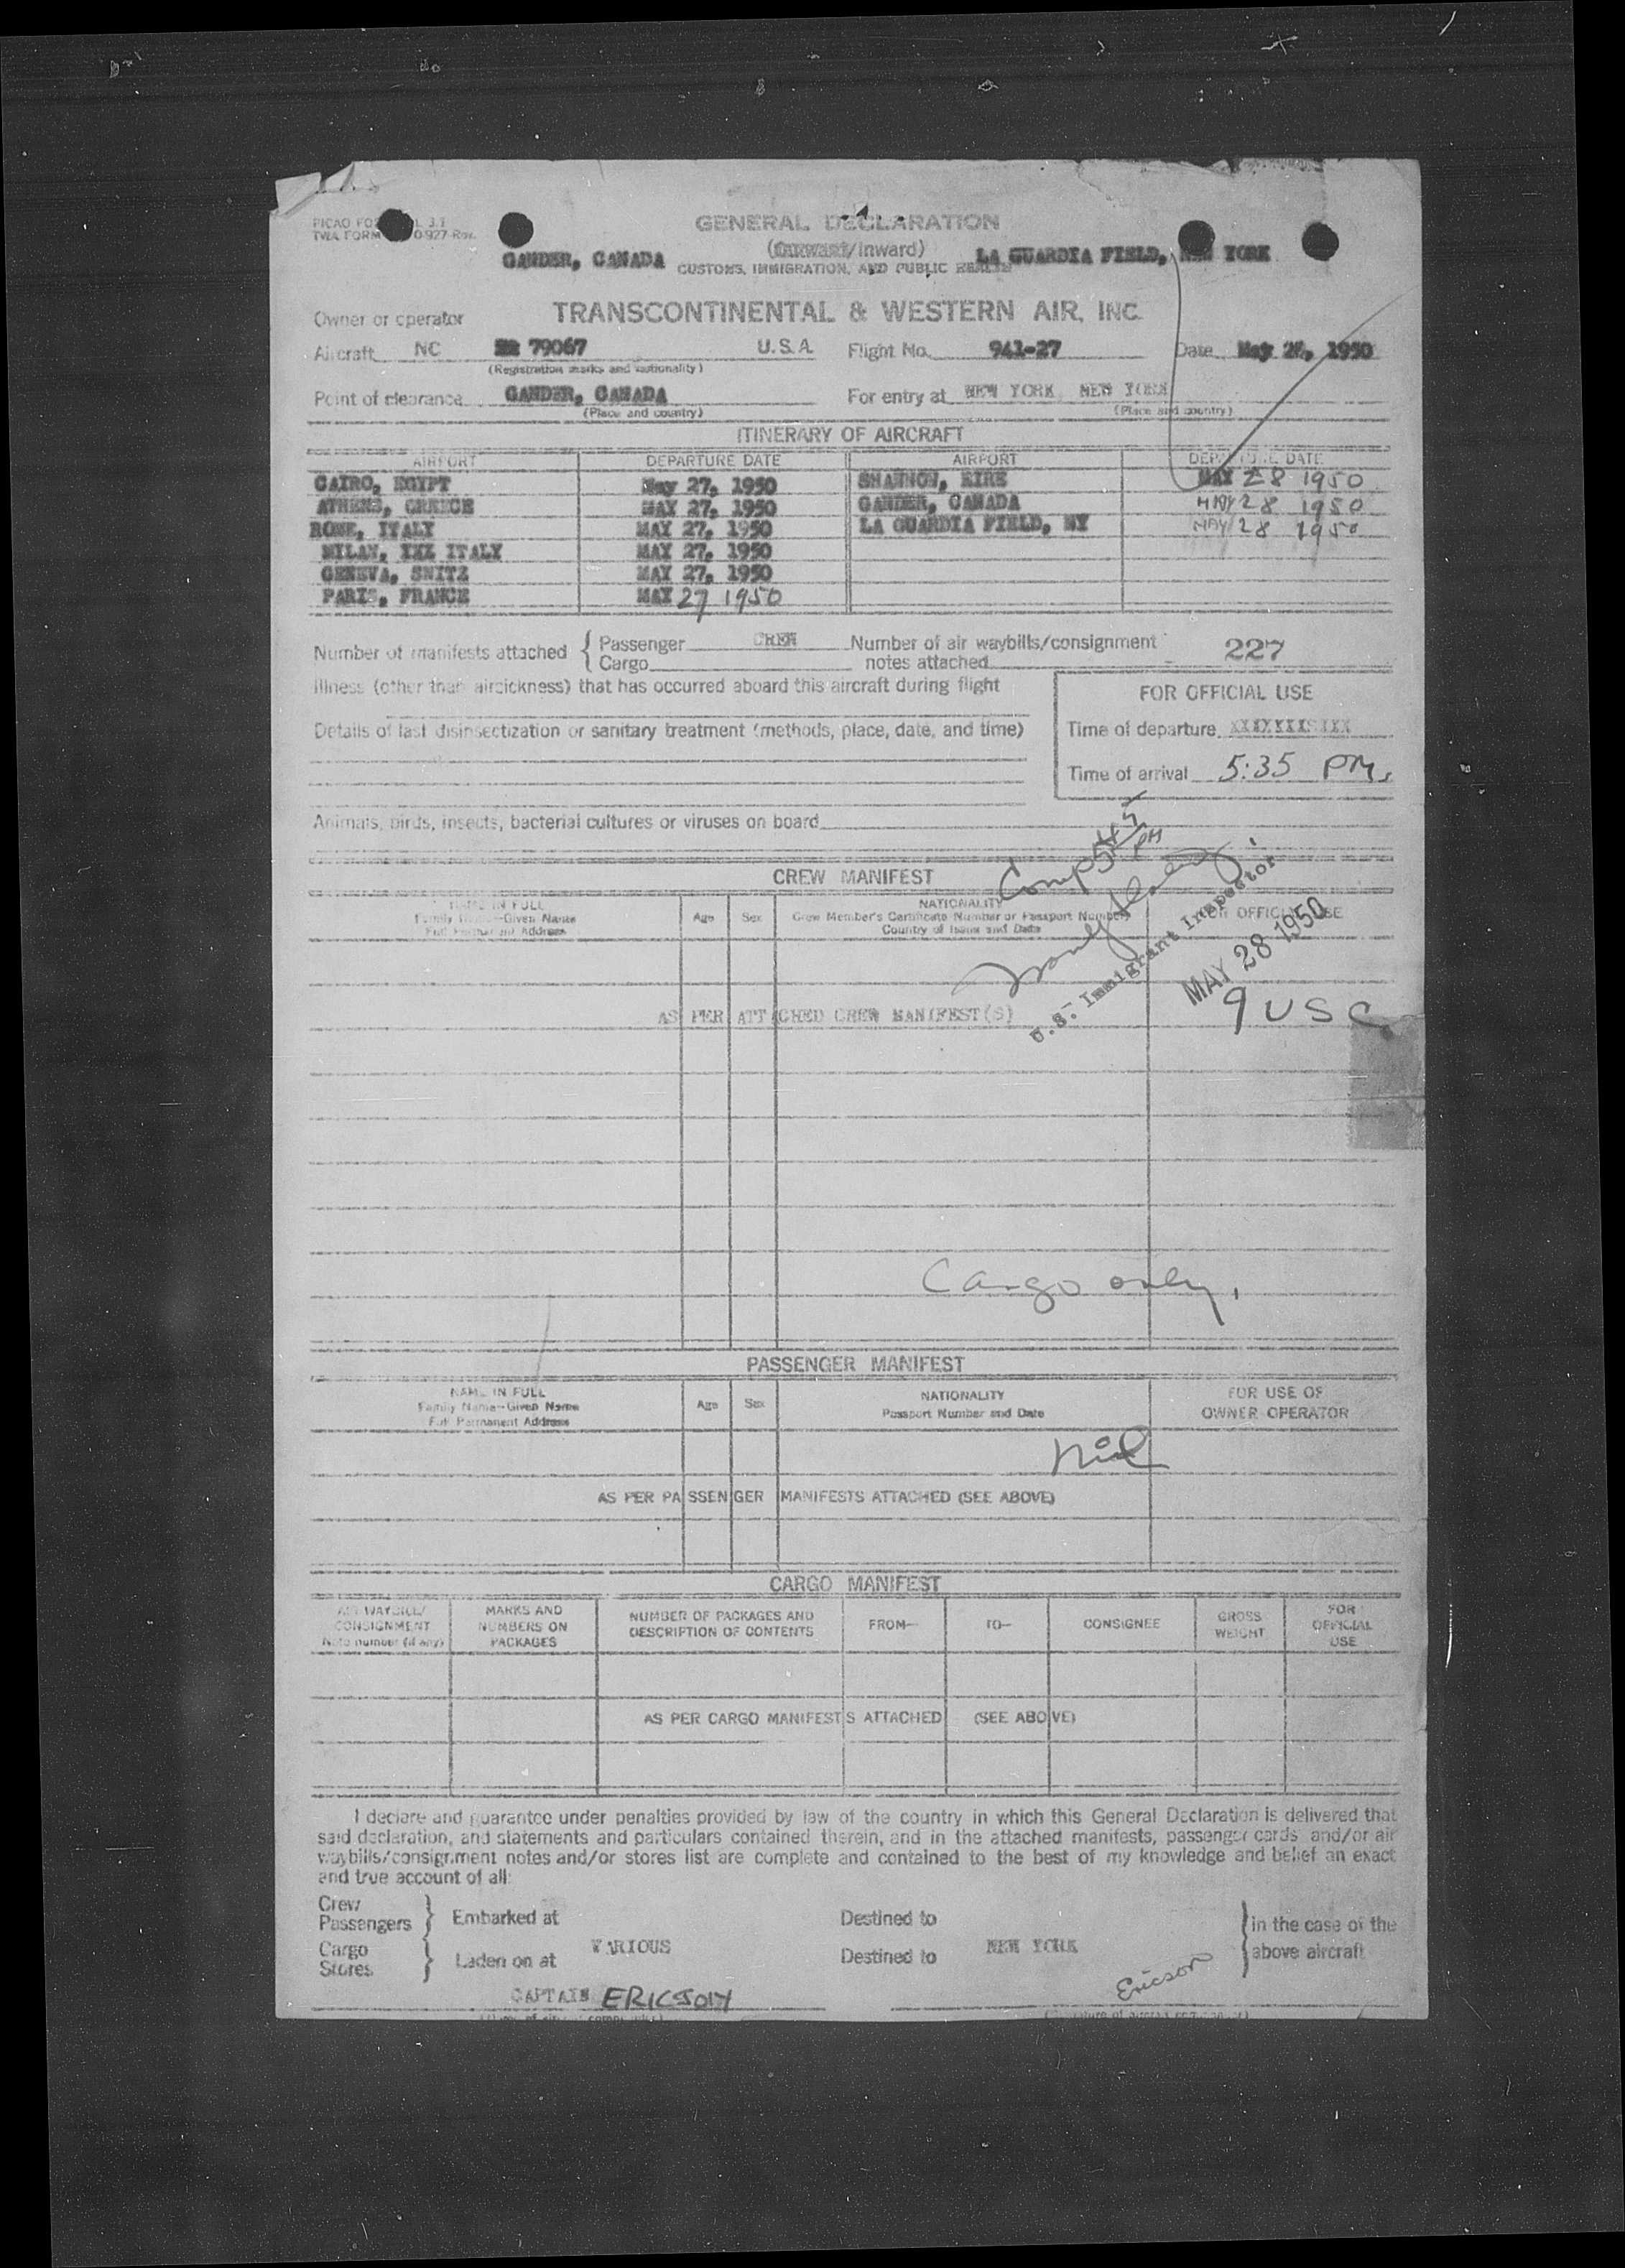 GENERAL DECLARATION
(Outward/Inward)
GANDER, CANADA
LA GUARDIA FIELD, NEW YORK
CUSTOMS, IMMIGRATION, AND PUBLIC HEALTH
Owner or operator TRANSCONTINENTAL & WESTERN AIR, INC.
Aircraft NC 79067 U.S.A. Flight No. 941-27 Date May 1950
(Registration marks and nationality)
Point of clearance GANDER, CANADA For entry at NEW YORK NEW YORK
(Place and country) (Place and country)
ITINERARY OF AIRCRAFT
AIRPORT DEPARTURE DATE AIRPORT DEPARTURE DATE
CAIRO, EGYPT May 27, 1950 SHANNON, EIRE MAY 28 1950
ATHENS, GREECE MAY 27, 1950 GANDER, CANADA MAY 28 1950
ROME, ITALY MAY 27, 1950 LA GUARDIA FIELD, NY MAY 28 1950
MILAN, ITALY MAY 27, 1950
GENEVA, SWITZ MAY 27, 1950
PARIS, FRANCE MAY 27 1950
Number of manifests attached { Passenger CREW Number of air waybills/consignment 227
Cargo notes attached
Illness (other than airsickness) that has occurred aboard this aircraft during flight
FOR OFFICIAL USE
Details of last disinsectization or sanitary treatment (methods, place, date, and time)
Time of departure
Time of arrival 5:35 PM
Animals, birds, insects, bacterial cultures or viruses on board
CREW MANIFEST
NAME IN FULL
Family Name—Given Name
Full Permanent Address
Age Sex
NATIONALITY
Crew Member's Certificate Number or Passport Number
Country of Issue and Date
FOR OFFICIAL USE
U.S. Immigrant Inspector
MAY 28 1950
9 USC
AS PER ATTACHED CREW MANIFEST(S)
Cargo only.
PASSENGER MANIFEST
NAME IN FULL
Family Name—Given Name
Full Permanent Address
Age Sex
NATIONALITY
Passport Number and Date
FOR USE OF
OWNER OPERATOR
Nil
AS PER PASSENGER MANIFESTS ATTACHED (SEE ABOVE)
CARGO MANIFEST
AIR WAYBILL/
CONSIGNMENT
Note number (if any)
MARKS AND
NUMBERS ON
PACKAGES
NUMBER OF PACKAGES AND
DESCRIPTION OF CONTENTS
FROM—
TO—
CONSIGNEE
GROSS
WEIGHT
FOR
OFFICIAL
USE
AS PER CARGO MANIFESTS ATTACHED (SEE ABOVE)
I declare and guarantee under penalties provided by law of the country in which this General Declaration is delivered that
said declaration, and statements and particulars contained therein, and in the attached manifests, passenger cards and/or air
waybills/consignment notes and/or stores list are complete and contained to the best of my knowledge and belief an exact
and true account of all:
Crew
Passengers } Embarked at Destined to } in the case of the
Cargo
Stores } Laden on at VARIOUS Destined to NEW YORK above aircraft
CAPTAIN ERICSON Ericson